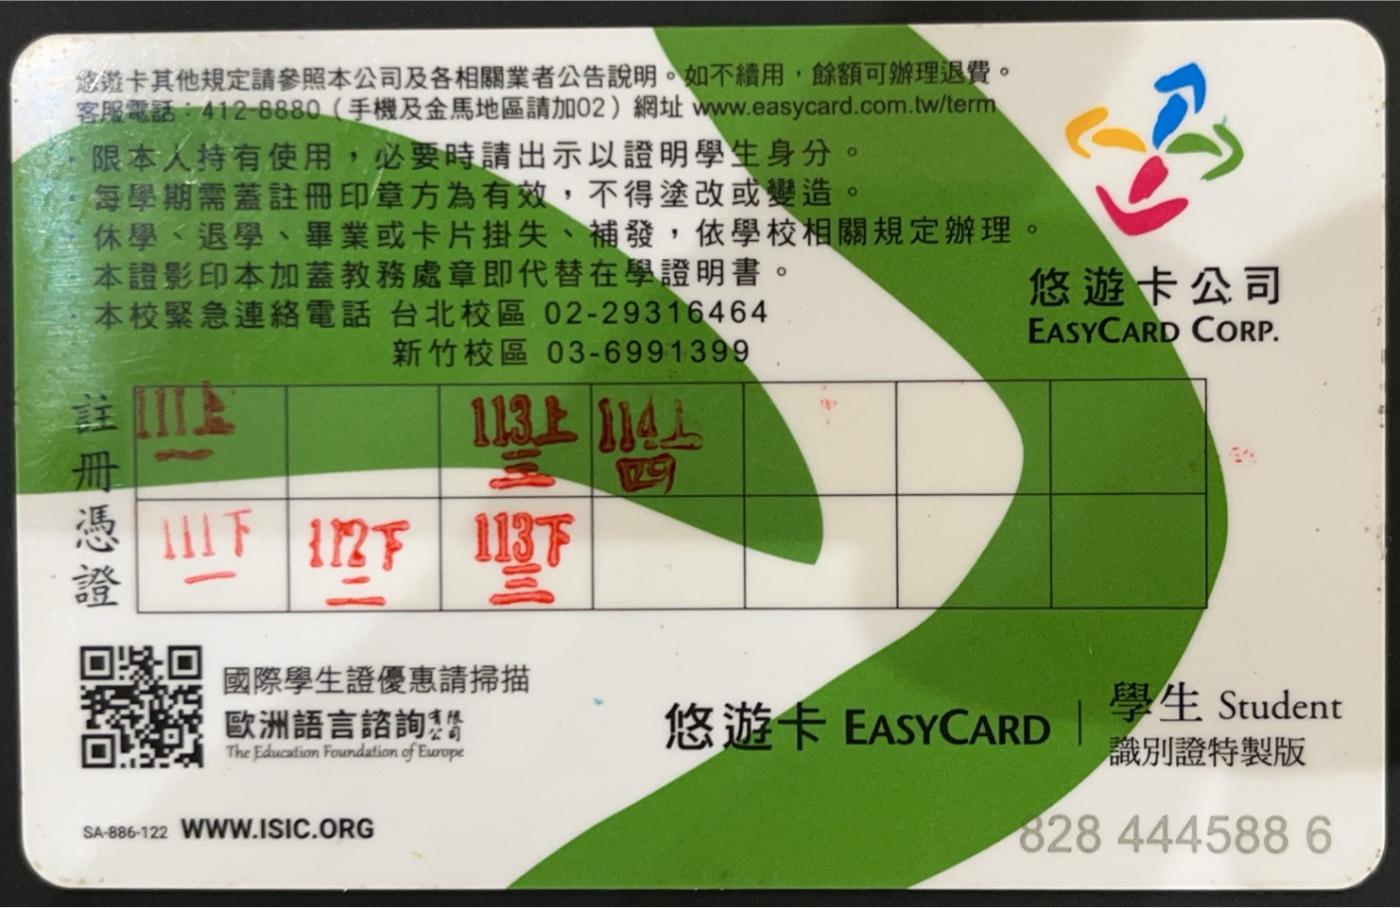 悠遊卡其他規定請參照本公司及各相關業者公告說明。如不續用，餘額可辦理退費。
客服電話：412-8880（手機及金馬地區請加02）網址 www.easycard.com.tw/term
· 限本人持有使用，必要時請出示以證明學生身分。
· 每學期需蓋註冊印章方為有效，不得塗改或變造。
· 休學、退學、畢業或卡片掛失、補發，依學校相關規定辦理。
· 本證影印本加蓋教務處章即代替在學證明書。
· 本校緊急連絡電話 台北校區 02-29316464
新竹校區 03-6991399
悠遊卡公司
EASYCARD CORP.
註冊憑證
111上 113上 114上
一 三 四
111下 112下 113下
一 二 三
國際學生證優惠請掃描
歐洲語言諮詢有限公司
The Education Foundation of Europe
SA-886-122 WWW.ISIC.ORG
悠遊卡 EASYCARD | 學生 Student
識別證特製版
828 444588 6